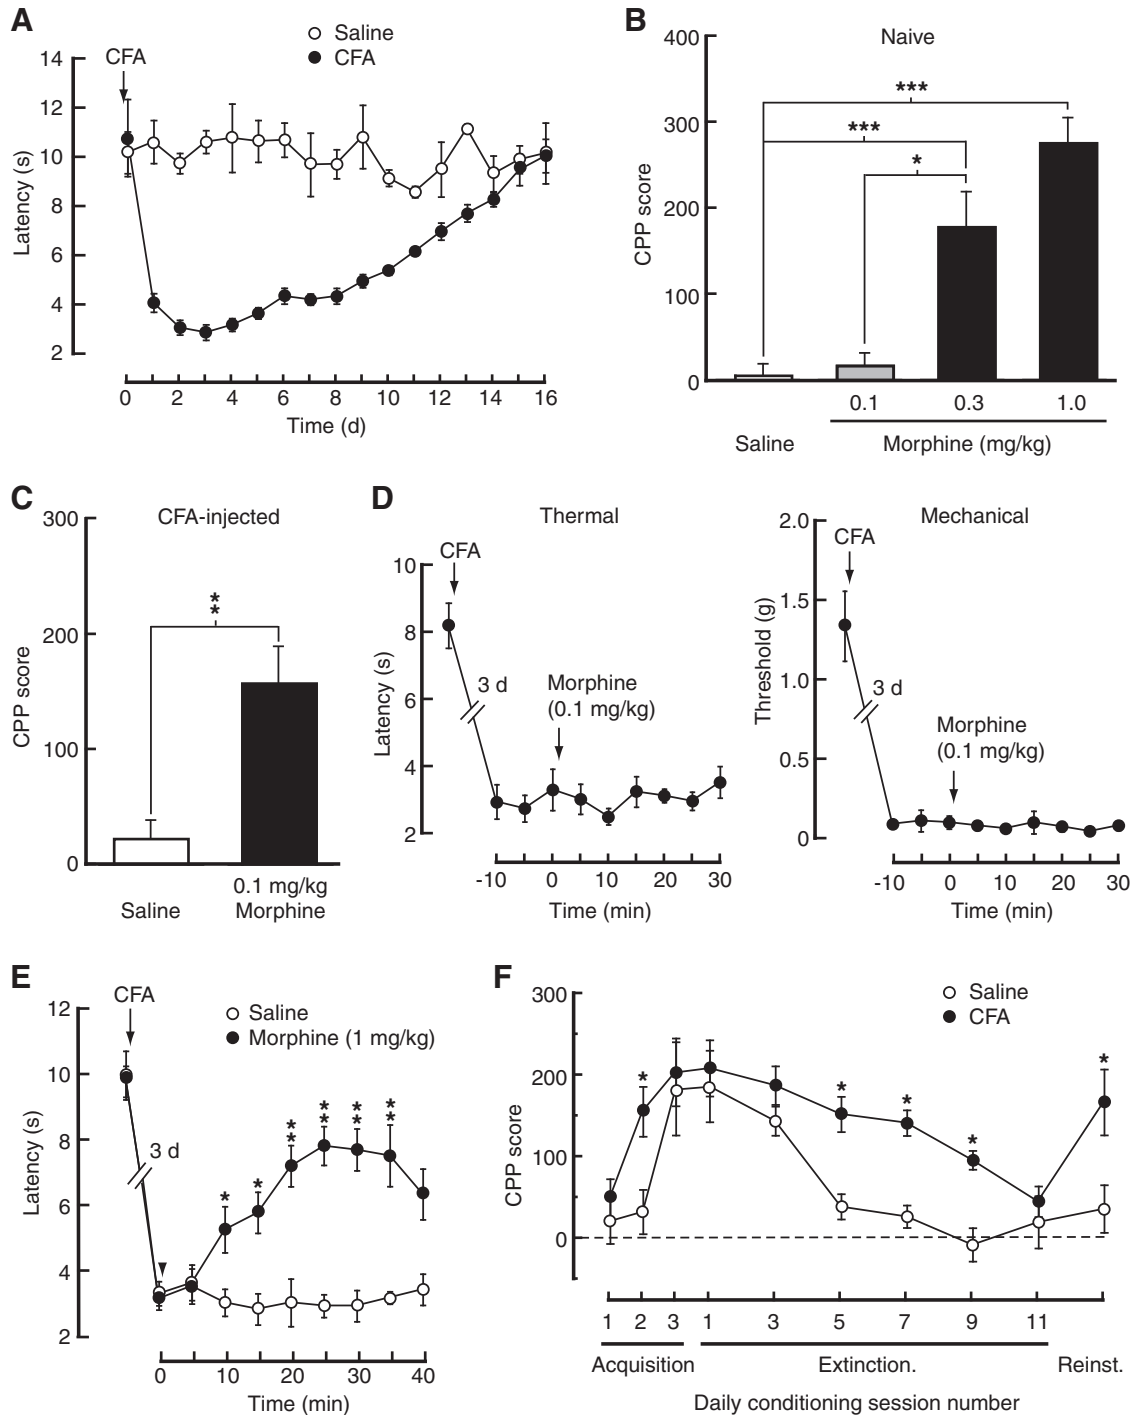 A
Saline
CFA
CFA
14
12
10
8
6
4
2
Latency (s)
0 2 4 6 8 10 12 14 16
Time (d)
B
Naive
400
300
200
100
0
CPP score
***
***
*
0.1 0.3 1.0
Saline
Morphine (mg/kg)
C
CFA-injected
300
200
100
0
CPP score
**
0.1 mg/kg
Saline Morphine
D
Thermal
CFA
10
8
6
4
2
Latency (s)
3 d
Morphine
(0.1 mg/kg)
-10 0 10 20 30
Time (min)
Mechanical
CFA
2.0
1.5
1.0
0.5
0
Threshold (g)
3 d
Morphine
(0.1 mg/kg)
-10 0 10 20 30
Time (min)
E
CFA
Saline
Morphine (1 mg/kg)
12
10
8
6
4
2
Latency (s)
3 d
* * ** ** ** **
0 10 20 30 40
Time (min)
F
Saline
CFA
300
200
100
0
CPP score
* * * * *
1 2 3 1 3 5 7 9 11
Acquisition Extinction. Reinst.
Daily conditioning session number